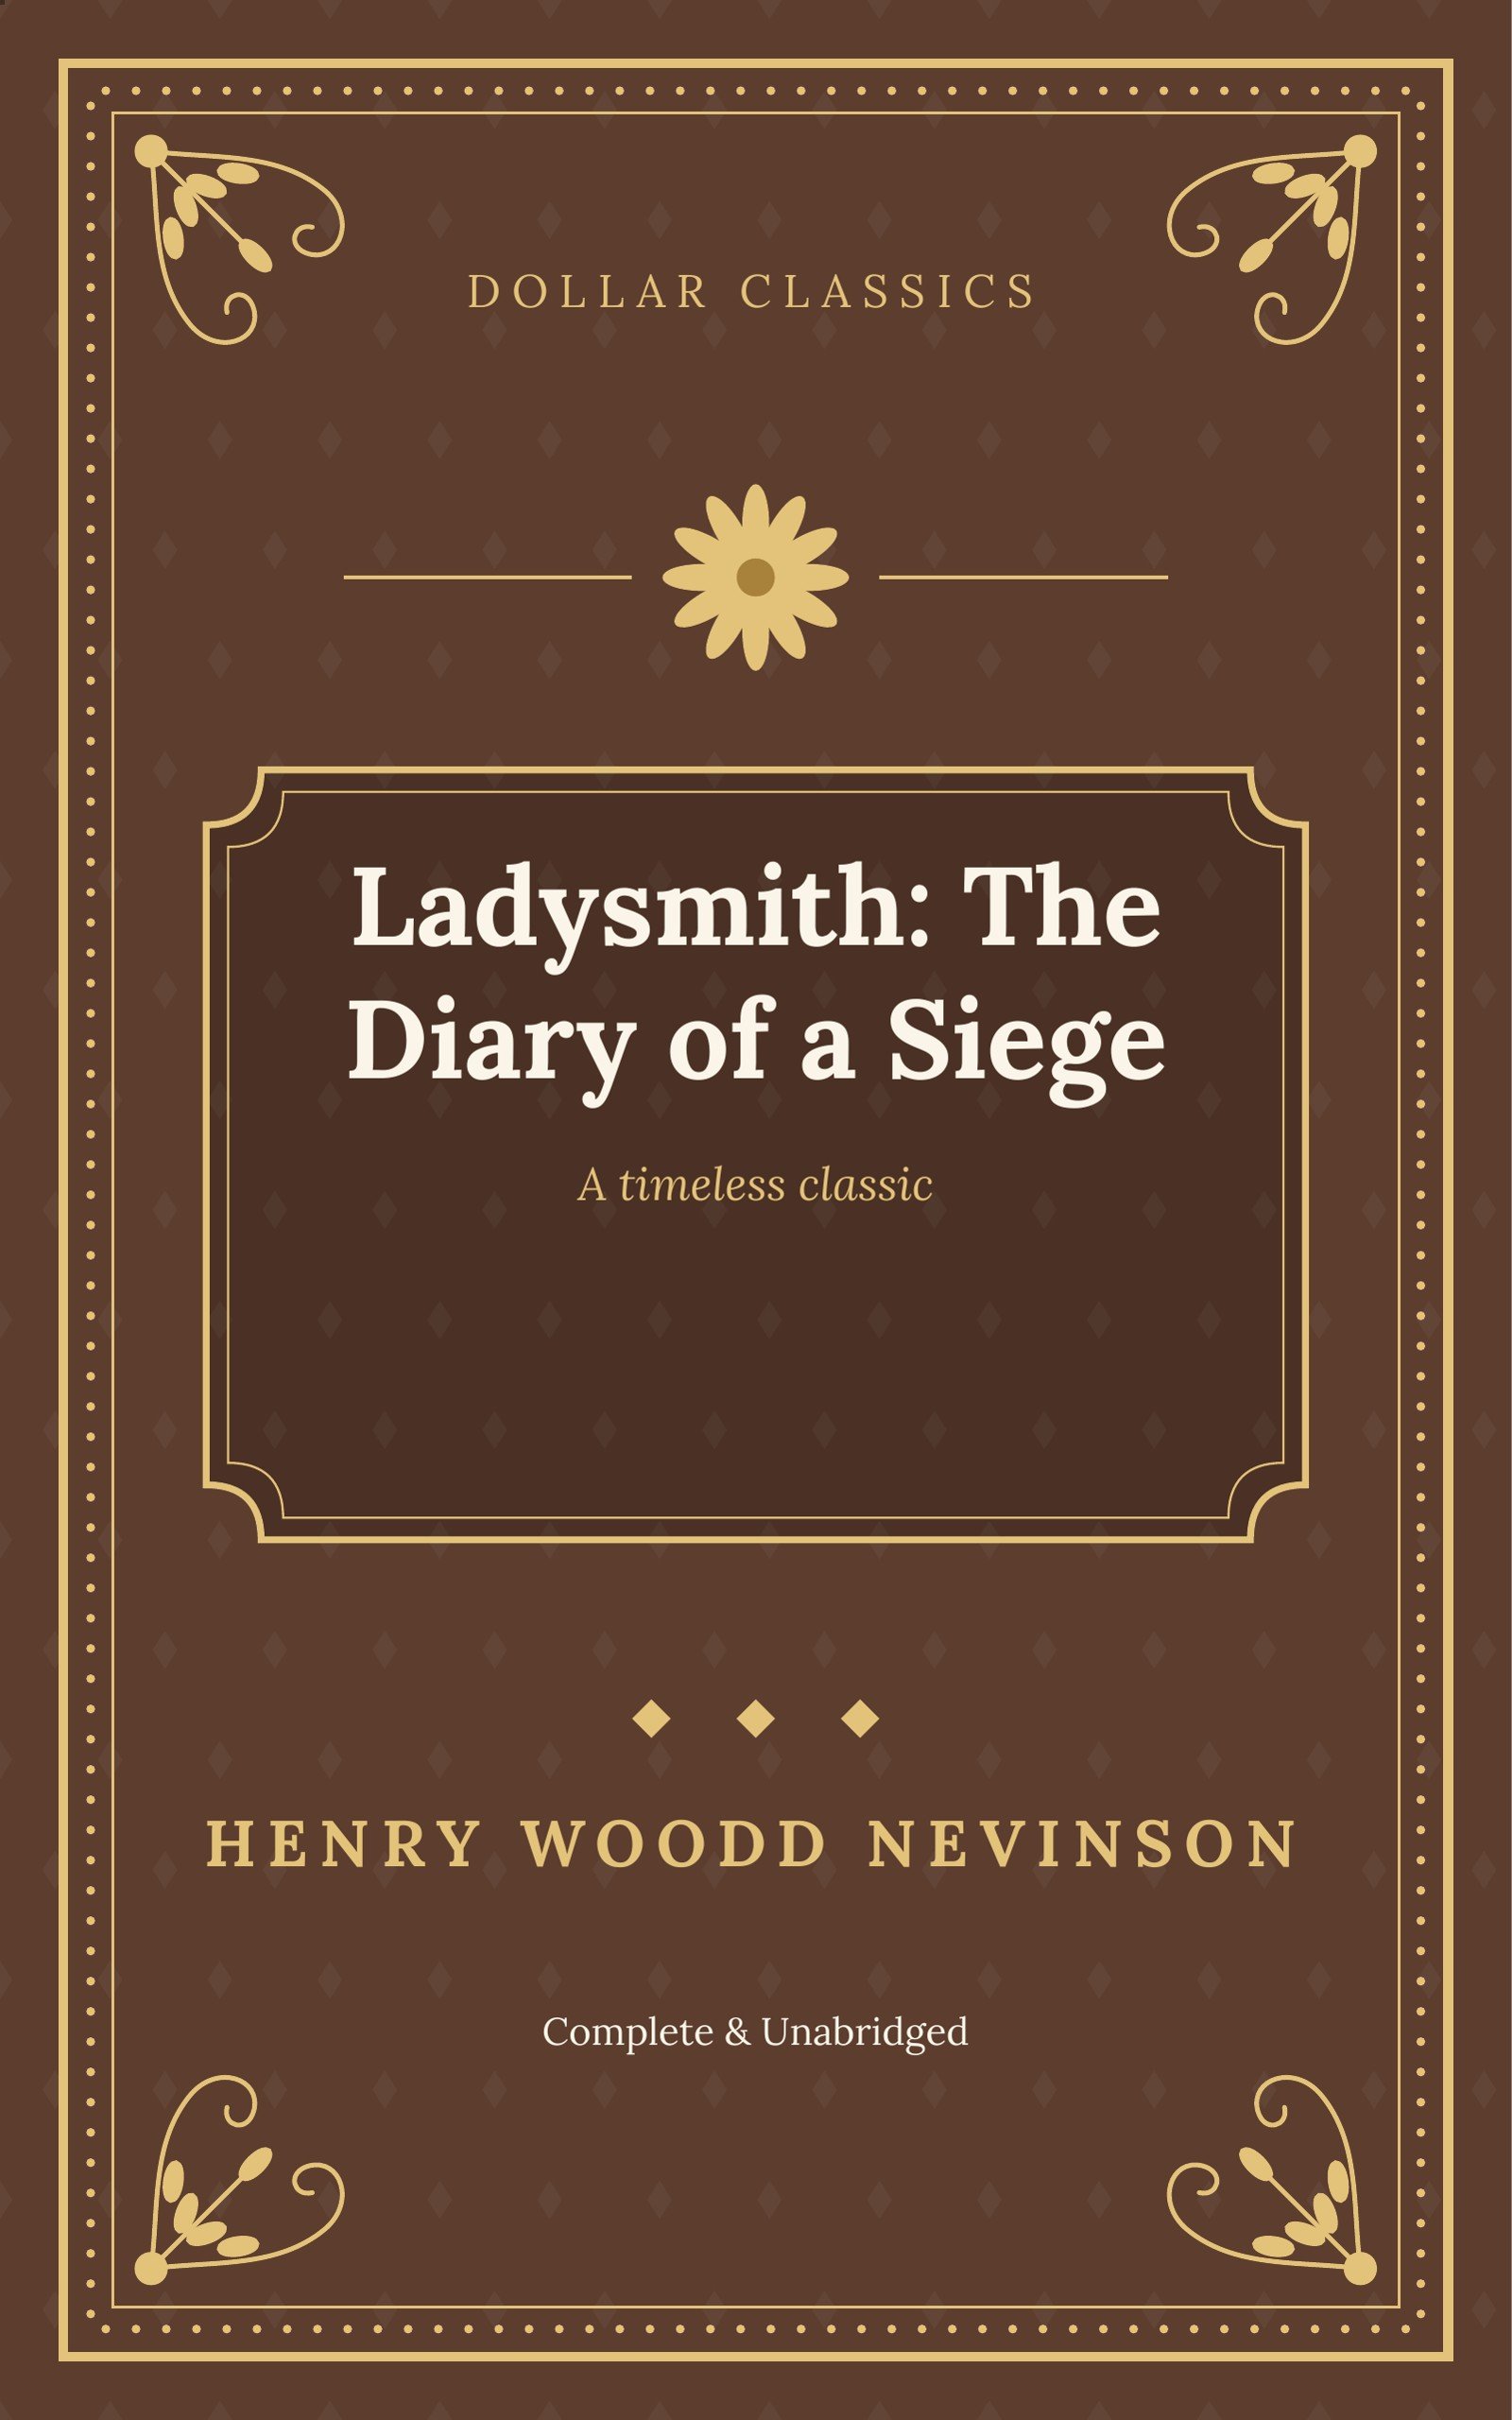 DOLLAR CLASSICS
Ladysmith: The
Diary of a Siege
A timeless classic
HENRY WOODD NEVINSON
Complete & Unabridged